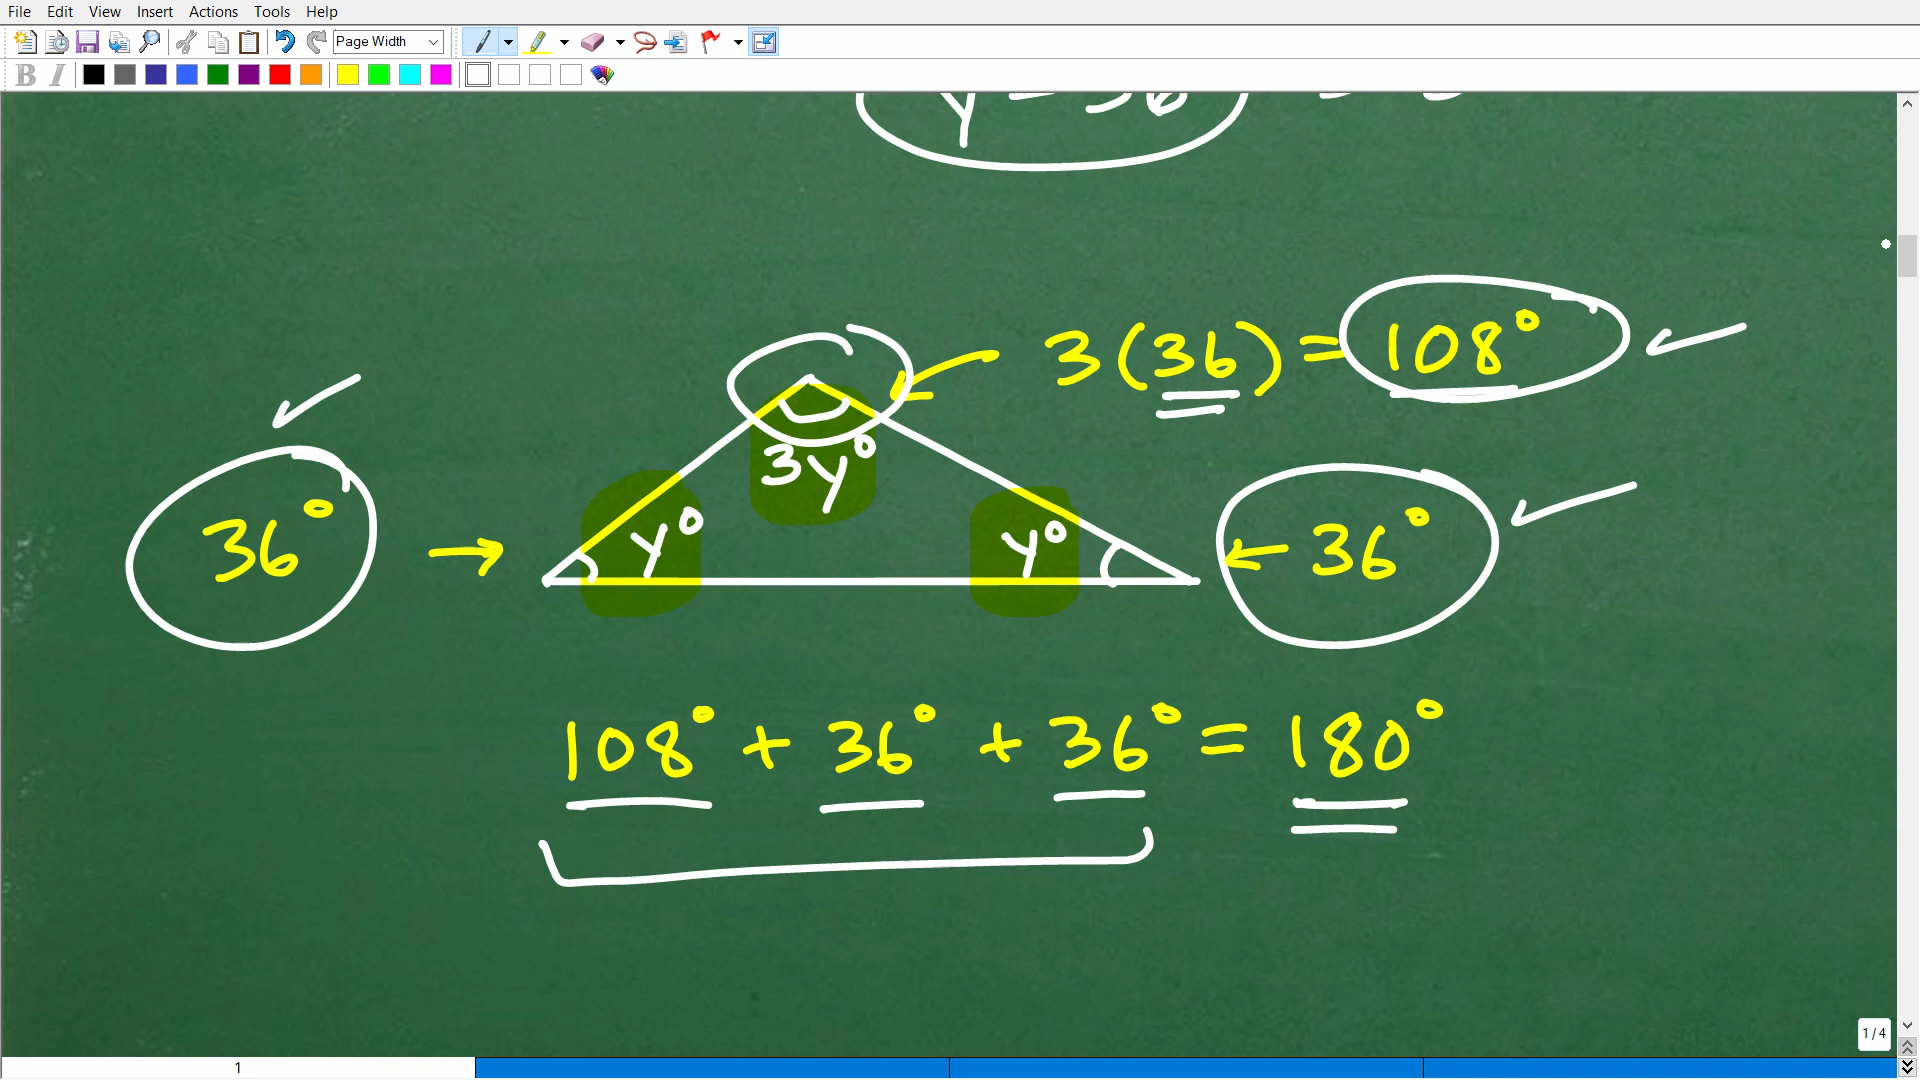 File Edit View Insert Actions Tools Help
Page Width
B I
y = 36
3(36) = 108°
3y°
36° → y° y° ← 36°
108° + 36° + 36° = 180°
1 / 4
1